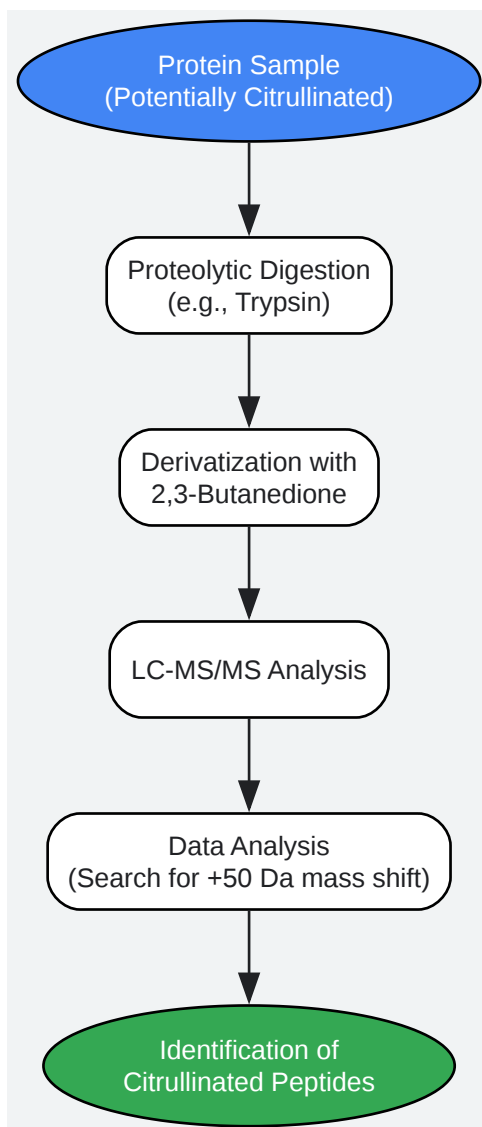 Protein Sample
(Potentially Citrullinated)
Proteolytic Digestion
(e.g., Trypsin)
Derivatization with
2,3-Butanedione
LC-MS/MS Analysis
Data Analysis
(Search for +50 Da mass shift)
Identification of
Citrullinated Peptides